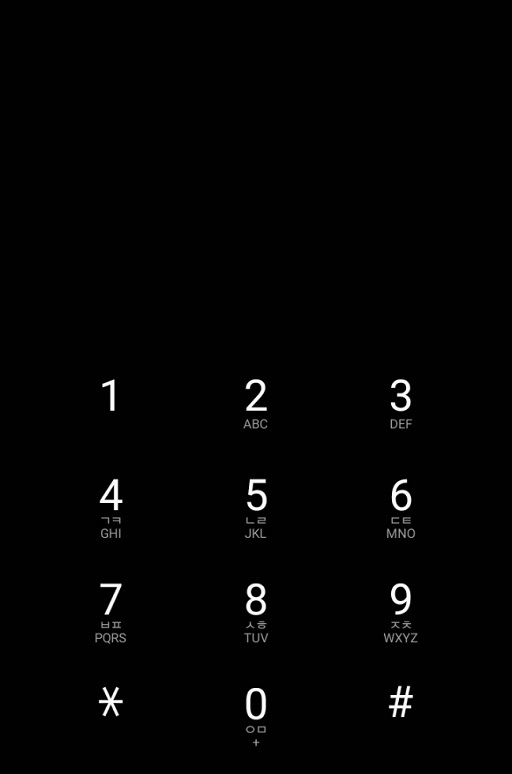 1 2 3
ABC DEF
4 5 6
ㄱㅋ ㄴㄹ ㄷㅌ
GHI JKL MNO
7 8 9
ㅂㅍ ㅅㅎ ㅈㅊ
PQRS TUV WXYZ
* 0 #
ㅇㅁ
+